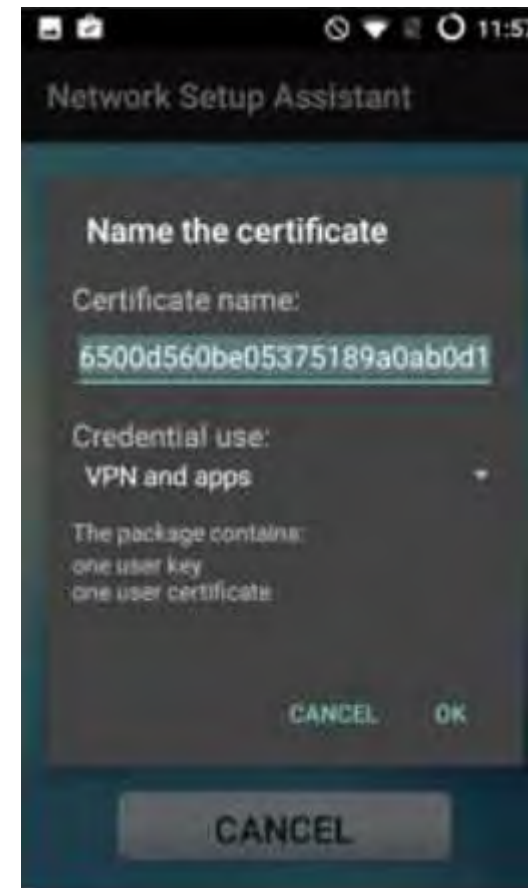 11:57
Network Setup Assistant
Name the certificate
Certificate name:
6500d560be05375189a0ab0d1
Credential use:
VPN and apps
The package contains:
one user key
one user certificate
CANCEL OK
CANCEL